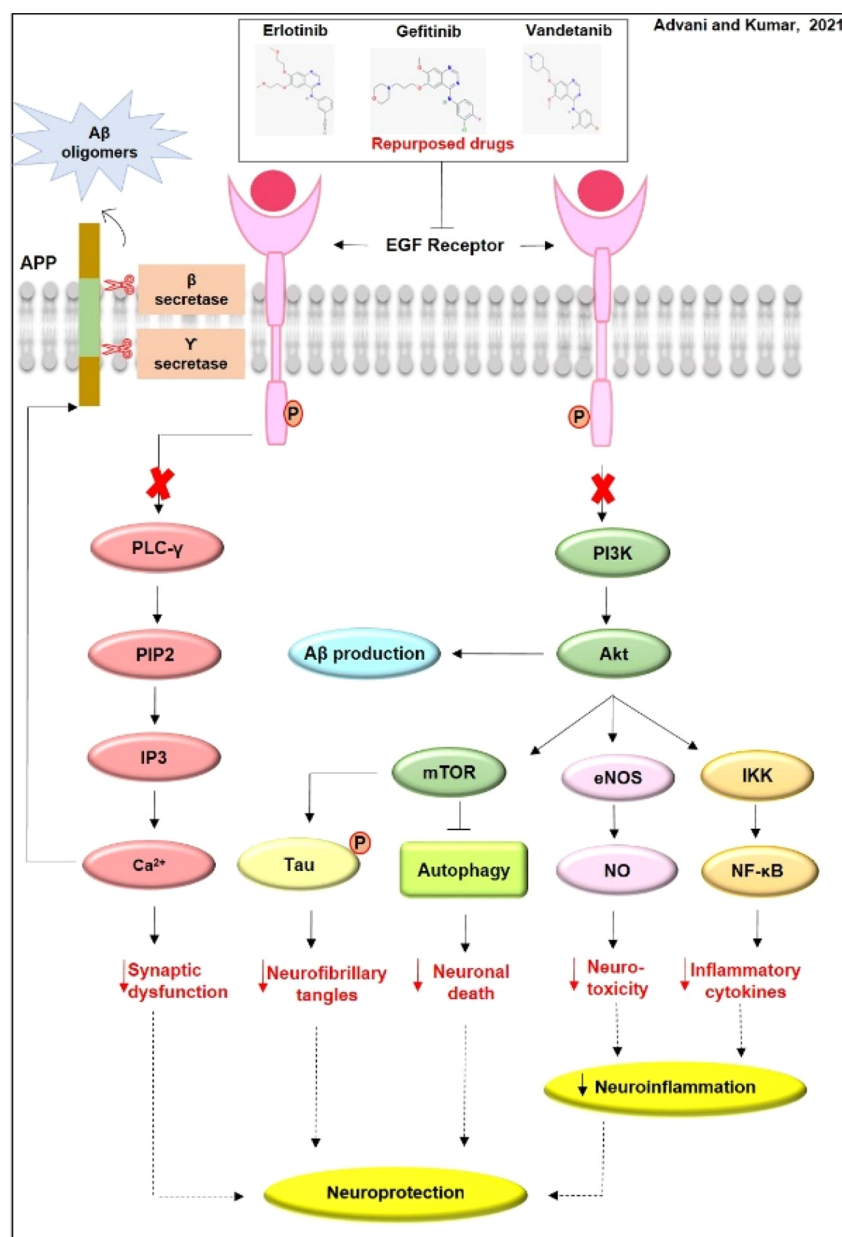 Advani and Kumar, 2021
Erlotinib
Gefitinib
Vandetanib
Repurposed drugs
Aβ
oligomers
EGF Receptor
APP
β
secretase
ϒ
secretase
P
P
PLC-γ
PI3K
PIP2
Aβ production
Akt
IP3
mTOR
eNOS
IKK
Ca²⁺
Tau
P
Autophagy
NO
NF-κB
↓Synaptic
dysfunction
↓Neurofibrillary
tangles
↓Neuronal
death
↓Neuro-
toxicity
↓Inflammatory
cytokines
↓Neuroinflammation
Neuroprotection